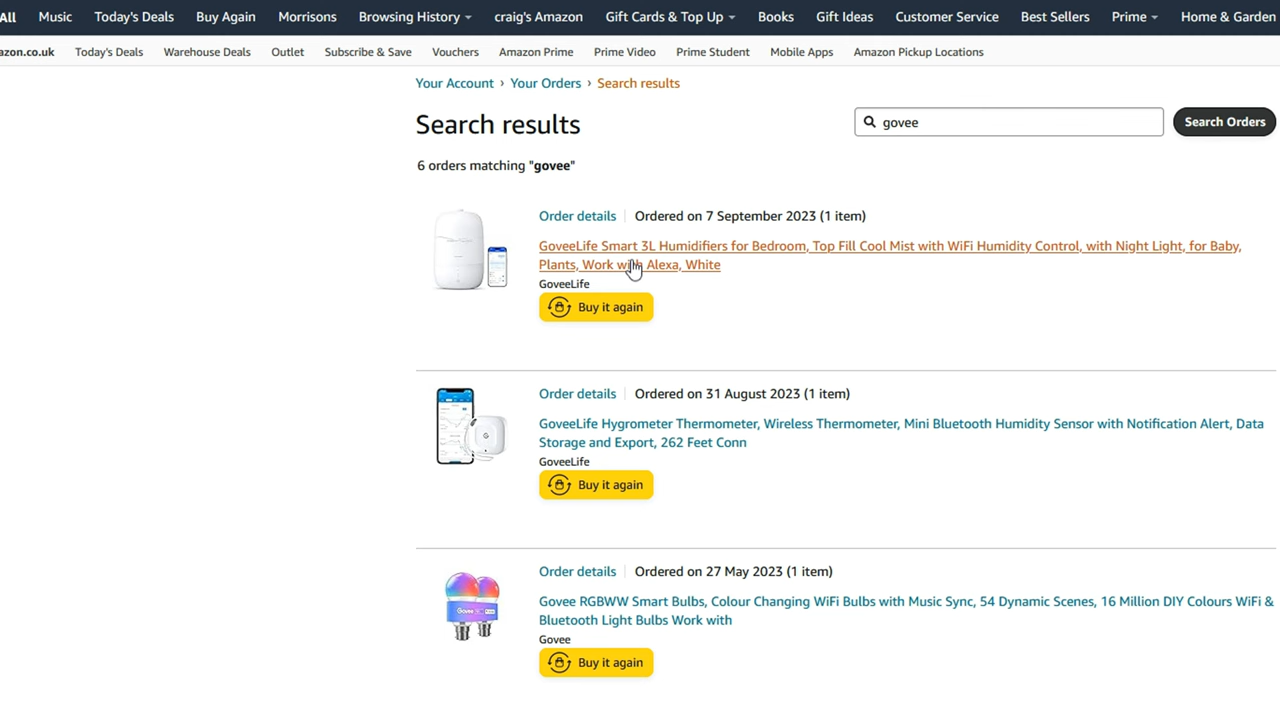 All Music Today's Deals Buy Again Morrisons Browsing History craig's Amazon Gift Cards & Top Up Books Gift Ideas Customer Service Best Sellers Prime Home & Garden
azon.co.uk Today's Deals Warehouse Deals Outlet Subscribe & Save Vouchers Amazon Prime Prime Video Prime Student Mobile Apps Amazon Pickup Locations
Your Account › Your Orders › Search results
Search results
govee
Search Orders
6 orders matching "govee"
Order details | Ordered on 7 September 2023 (1 item)
GoveeLife Smart 3L Humidifiers for Bedroom, Top Fill Cool Mist with WiFi Humidity Control, with Night Light, for Baby,
Plants, Work with Alexa, White
GoveeLife
Buy it again
Order details | Ordered on 31 August 2023 (1 item)
GoveeLife Hygrometer Thermometer, Wireless Thermometer, Mini Bluetooth Humidity Sensor with Notification Alert, Data
Storage and Export, 262 Feet Conn
GoveeLife
Buy it again
Order details | Ordered on 27 May 2023 (1 item)
Govee RGBWW Smart Bulbs, Colour Changing WiFi Bulbs with Music Sync, 54 Dynamic Scenes, 16 Million DIY Colours WiFi &
Bluetooth Light Bulbs Work with
Govee
Buy it again
Govee